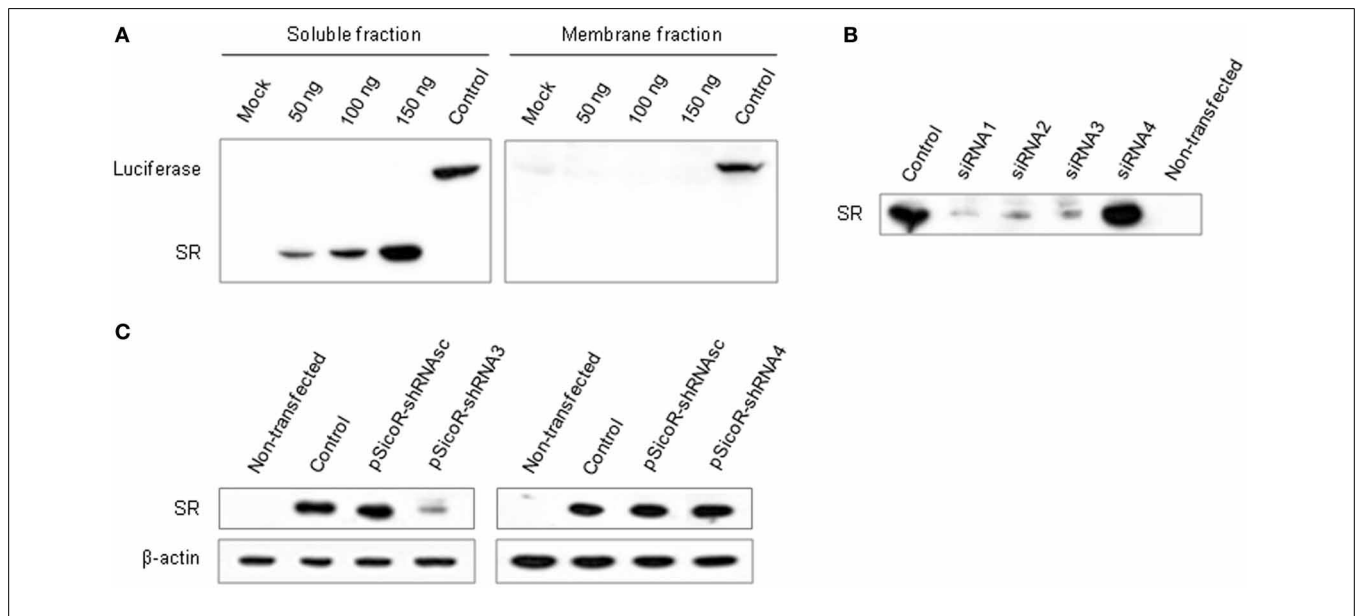 A
Soluble fraction
Membrane fraction
Mock
50 ng
100 ng
150 ng
Control
Mock
50 ng
100 ng
150 ng
Control
Luciferase
SR
B
Control
siRNA1
siRNA2
siRNA3
siRNA4
Non-transfected
SR
C
Non-transfected
Control
pSicoR-shRNAsc
pSicoR-shRNA3
Non-transfected
Control
pSicoR-shRNAsc
pSicoR-shRNA4
SR
β-actin